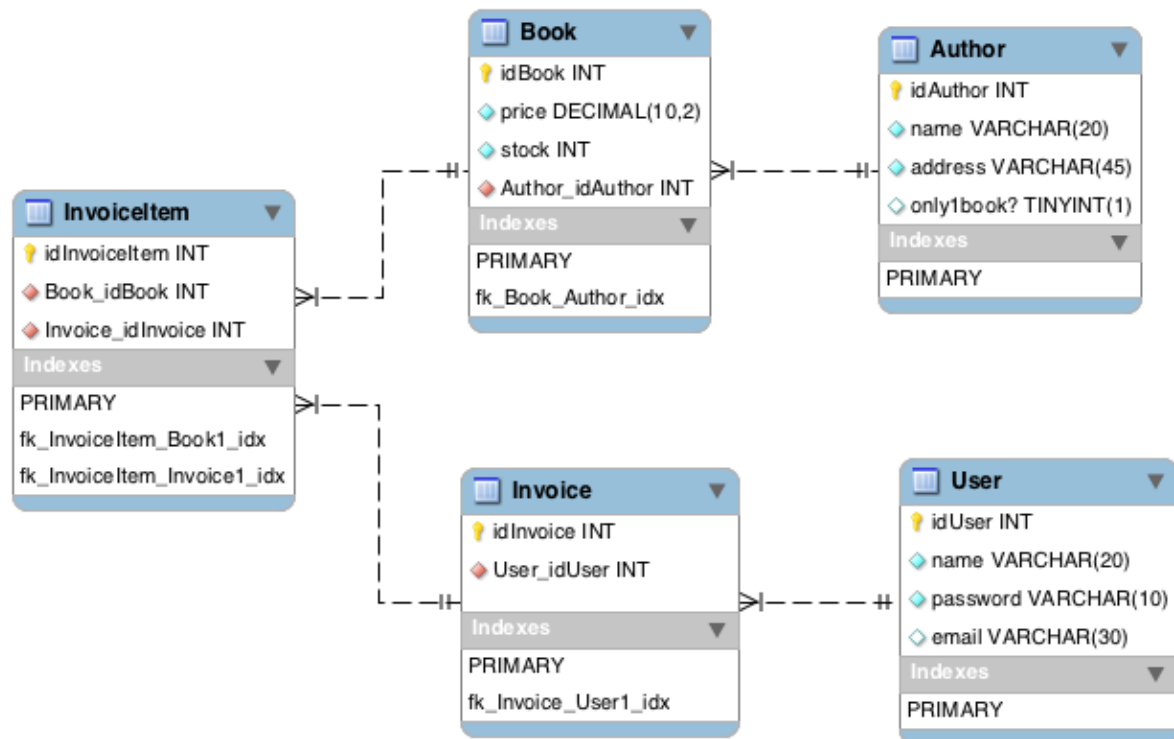 Book
idBook INT
price DECIMAL(10,2)
stock INT
Author_idAuthor INT
Indexes
PRIMARY
fk_Book_Author_idx
Author
idAuthor INT
name VARCHAR(20)
address VARCHAR(45)
only1book? TINYINT(1)
Indexes
PRIMARY
InvoiceItem
idInvoiceItem INT
Book_idBook INT
Invoice_idInvoice INT
Indexes
PRIMARY
fk_InvoiceItem_Book1_idx
fk_InvoiceItem_Invoice1_idx
Invoice
idInvoice INT
User_idUser INT
Indexes
PRIMARY
fk_Invoice_User1_idx
User
idUser INT
name VARCHAR(20)
password VARCHAR(10)
email VARCHAR(30)
Indexes
PRIMARY